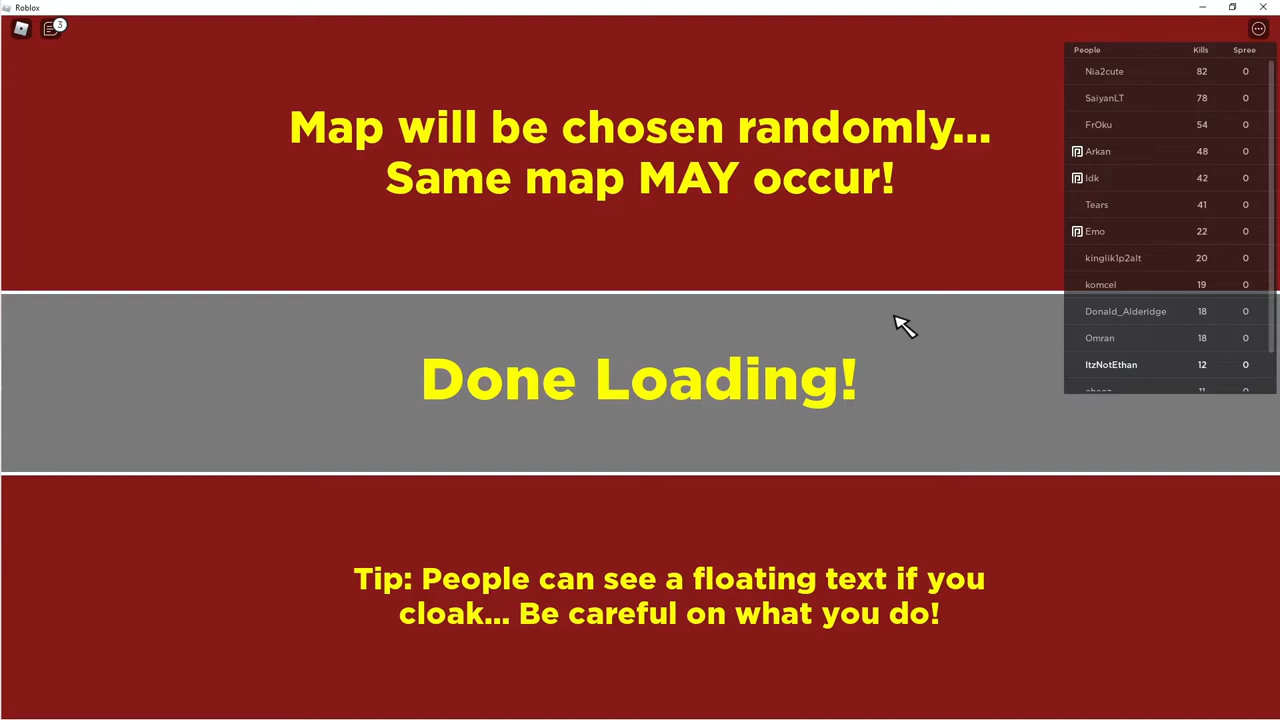 Roblox
3
People Kills Spree
Nia2cute 82 0
SaiyanLT 78 0
FrOku 54 0
Arkan 48 0
Idk 42 0
Tears 41 0
Emo 22 0
kinglik1p2alt 20 0
komcel 19 0
Donald_Alderidge 18 0
Omran 18 0
ItzNotEthan 12 0
Map will be chosen randomly...
Same map MAY occur!
Done Loading!
Tip: People can see a floating text if you
cloak... Be careful on what you do!